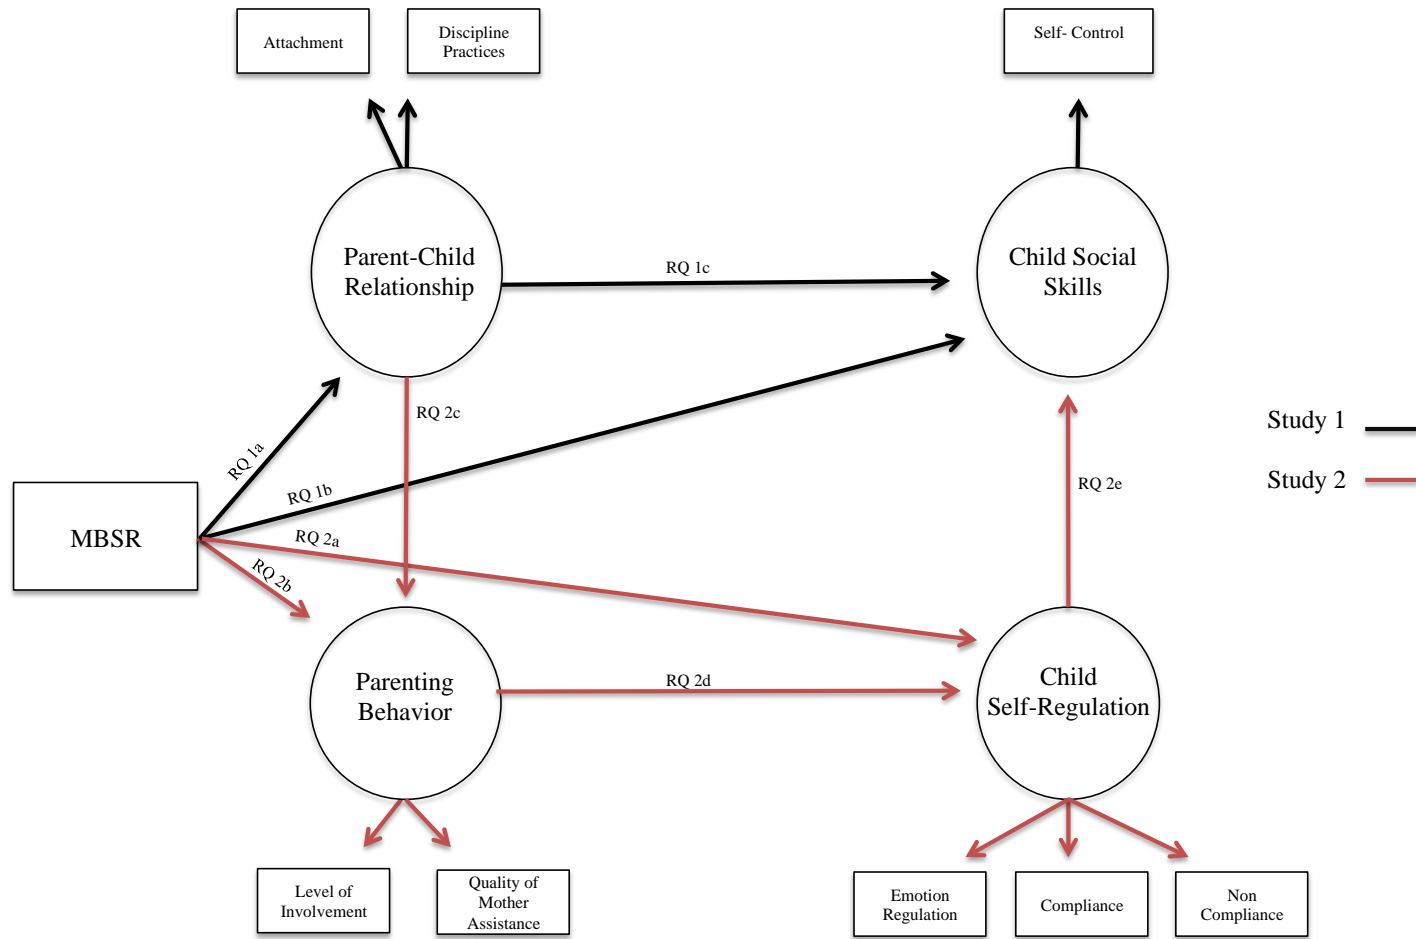 Attachment
Discipline
Practices
Self- Control
Parent-Child
Relationship
RQ 1c
Child Social
Skills
RQ 2c
Study 1
RQ 1a
RQ 1b
RQ 2e
Study 2
MBSR
RQ 2a
RQ 2b
Parenting
Behavior
RQ 2d
Child
Self-Regulation
Level of
Involvement
Quality of
Mother
Assistance
Emotion
Regulation
Compliance
Non
Compliance